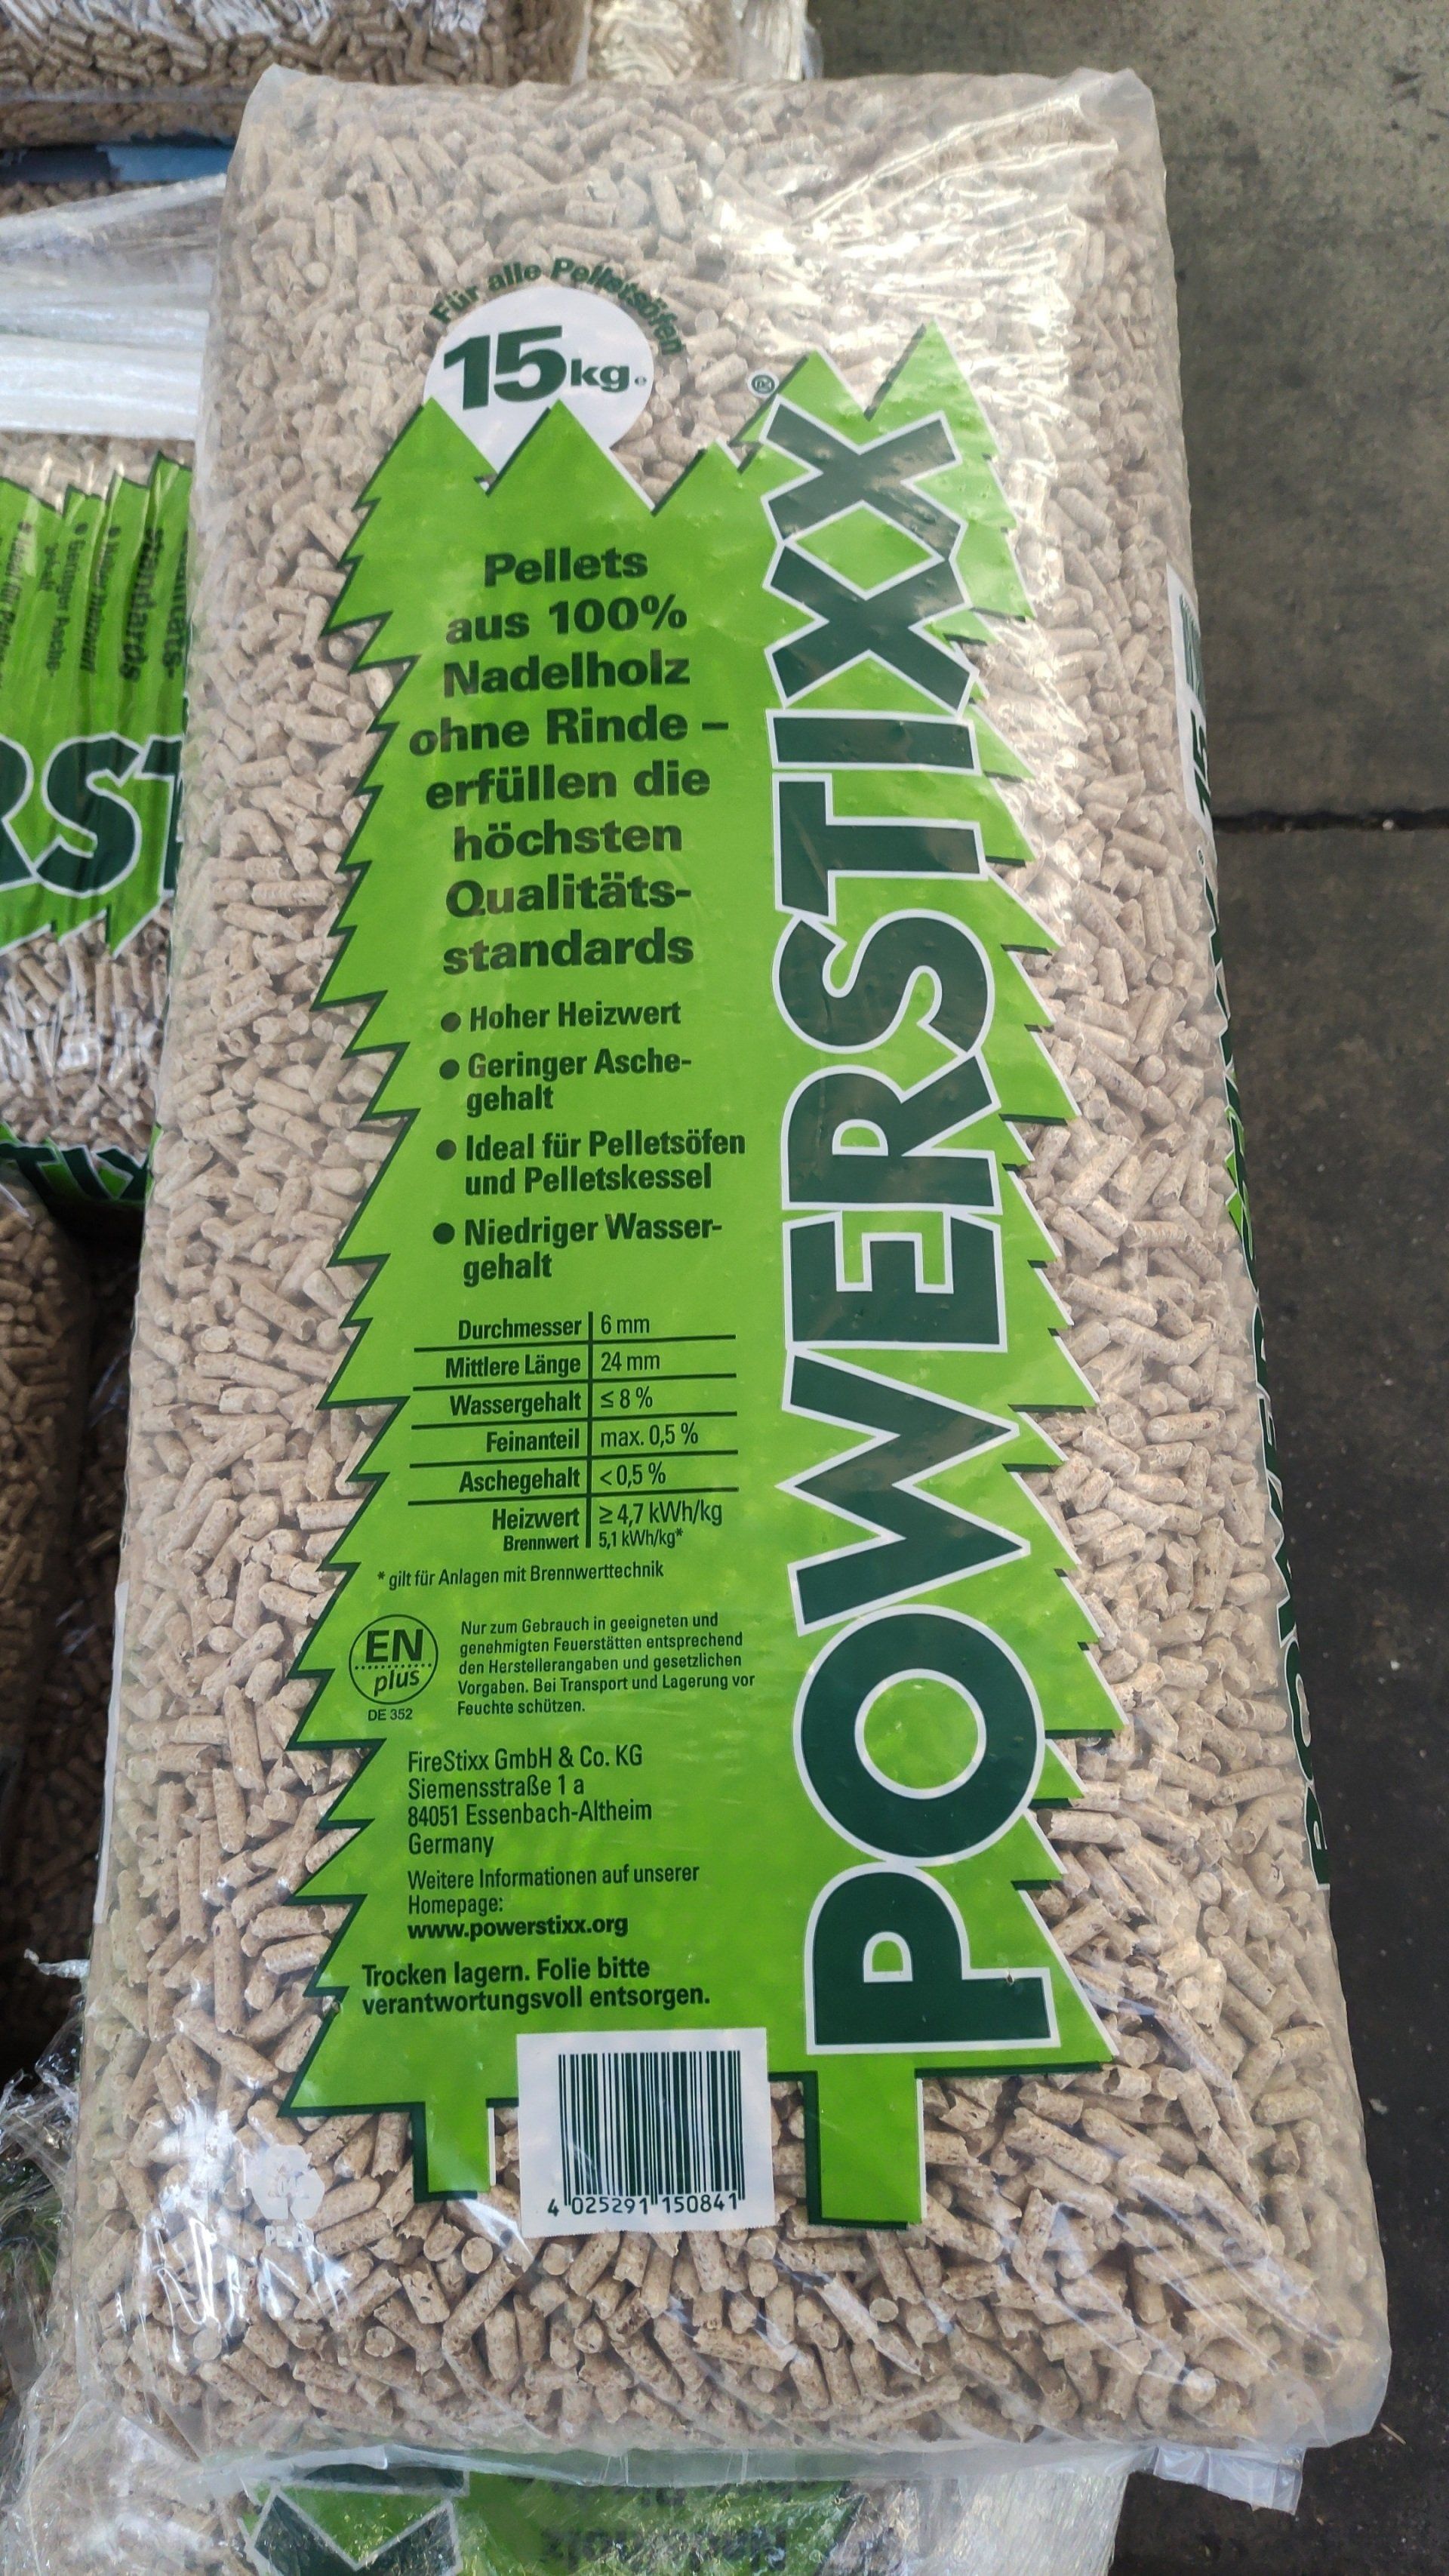 Für alle Pelletsöfen
15 kg e
POWERSTIXX ®
Pellets
aus 100%
Nadelholz
ohne Rinde –
erfüllen die
höchsten
Qualitäts-
standards
● Hoher Heizwert
● Geringer Asche-
gehalt
● Ideal für Pelletsöfen
und Pelletskessel
● Niedriger Wasser-
gehalt
Durchmesser 6 mm
Mittlere Länge 24 mm
Wassergehalt ≤ 8 %
Feinanteil max. 0,5 %
Aschegehalt < 0,5 %
Heizwert ≥ 4,7 kWh/kg
Brennwert 5,1 kWh/kg*
* gilt für Anlagen mit Brennwerttechnik
EN
plus
DE 352
Nur zum Gebrauch in geeigneten und
genehmigten Feuerstätten entsprechend
den Herstellerangaben und gesetzlichen
Vorgaben. Bei Transport und Lagerung vor
Feuchte schützen.
FireStixx GmbH & Co. KG
Siemensstraße 1 a
84051 Essenbach-Altheim
Germany
Weitere Informationen auf unserer
Homepage:
www.powerstixx.org
Trocken lagern. Folie bitte
verantwortungsvoll entsorgen.
4 025291 150841
standards
RST